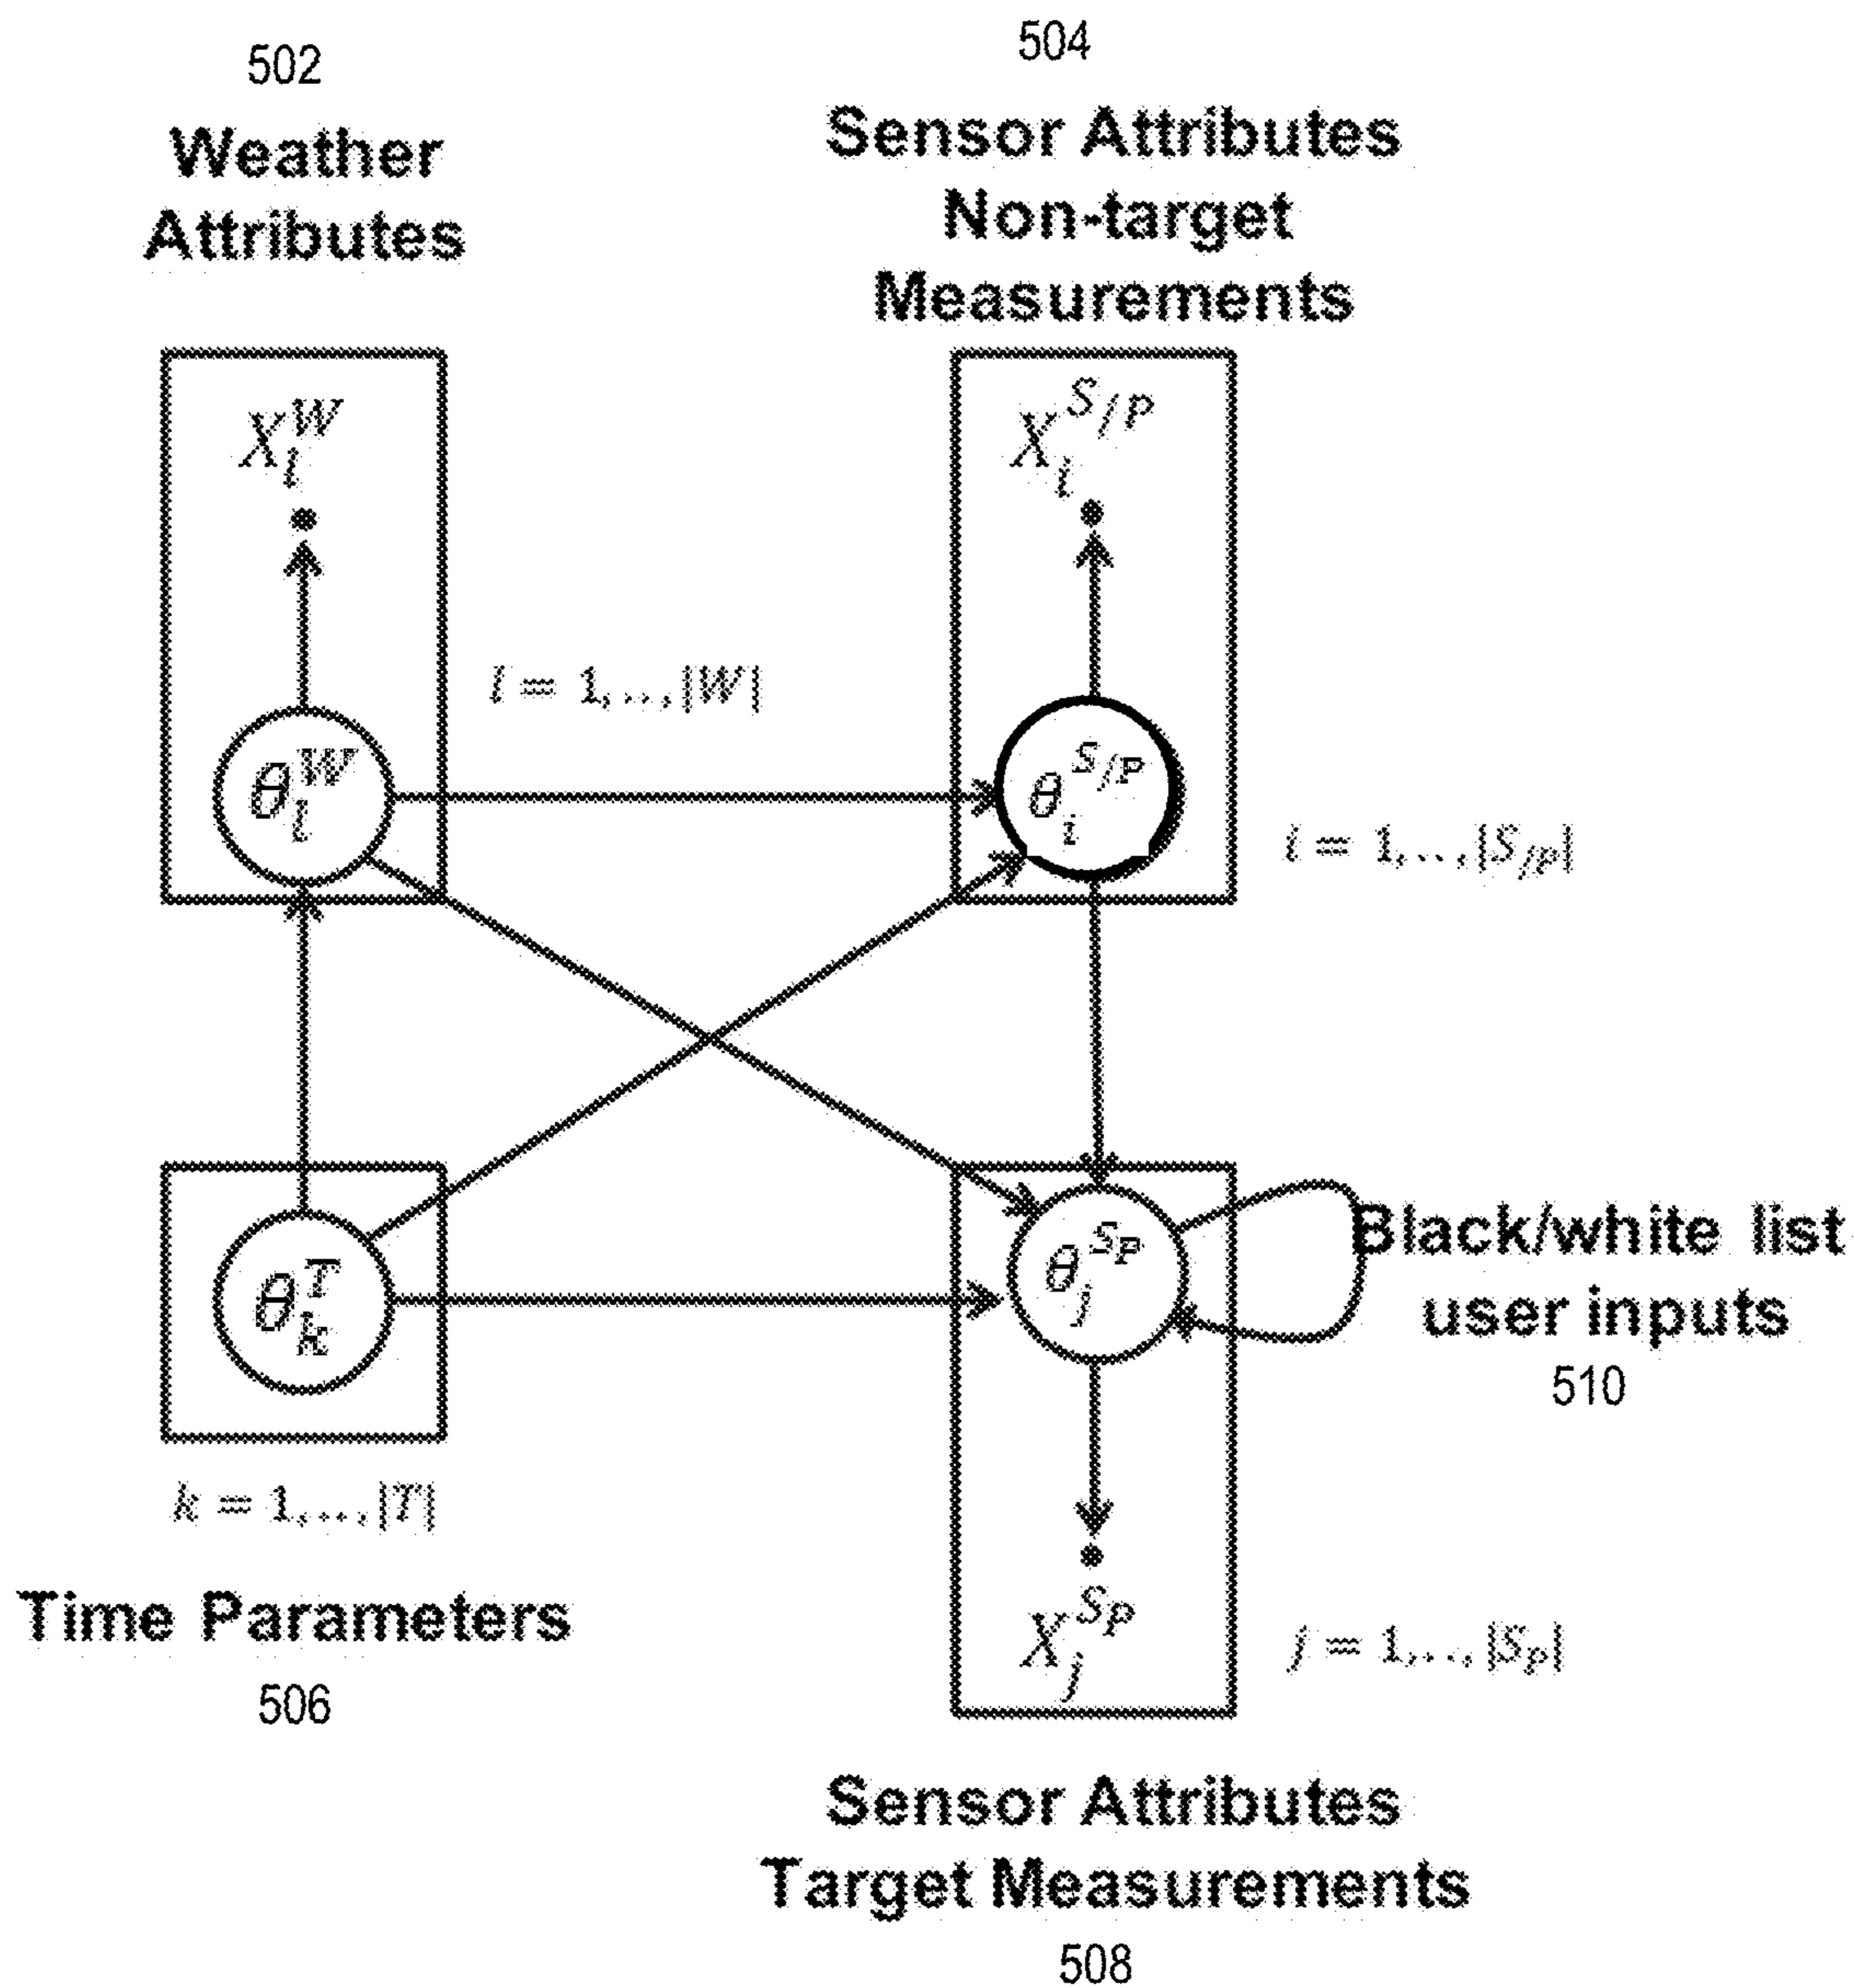 502
Weather
Attributes
504
Sensor Attributes
Non-target
Measurements
X_l^W
X_i^{S/P}
l = 1,..,|W|
θ_l^W
θ_i^{S/P}
i = 1,..,|S_{/P}|
θ_k^T
θ_j^{S_P}
Black/white list
user inputs
510
k = 1,..,|T|
Time Parameters
506
X_j^{S_P}
j = 1,..,|S_P|
Sensor Attributes
Target Measurements
508